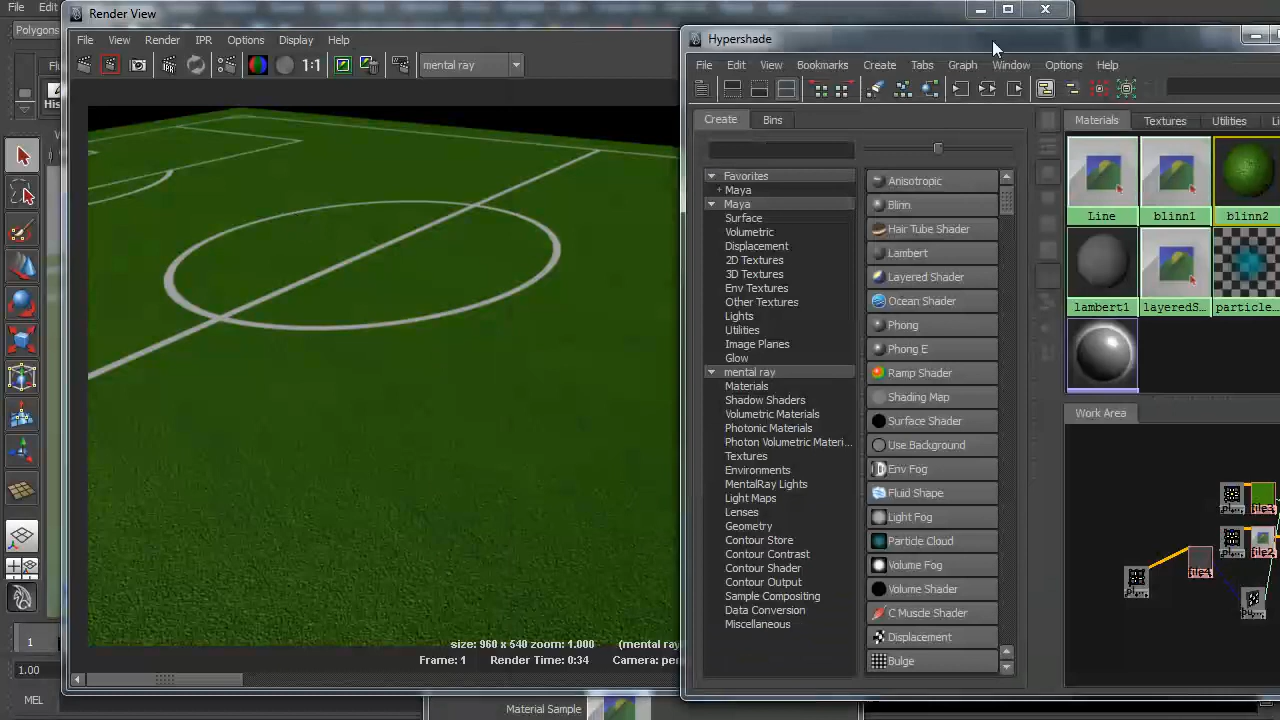 File
Edit
Polygons
His
1
1.00
MEL
Render View
File View Render IPR Options Display Help
1:1
mental ray
size: 960 x 540 zoom: 1.000 (mental ray
Frame: 1 Render Time: 0:34 Camera: per
Material Sample
Hypershade
File Edit View Bookmarks Create Tabs Graph Window Options Help
Create Bins
Favorites
+ Maya
Maya
Surface
Volumetric
Displacement
2D Textures
3D Textures
Env Textures
Other Textures
Lights
Utilities
Image Planes
Glow
mental ray
Materials
Shadow Shaders
Volumetric Materials
Photonic Materials
Photon Volumetric Materi...
Textures
Environments
MentalRay Lights
Light Maps
Lenses
Geometry
Contour Store
Contour Contrast
Contour Shader
Contour Output
Sample Compositing
Data Conversion
Miscellaneous
Anisotropic
Blinn
Hair Tube Shader
Lambert
Layered Shader
Ocean Shader
Phong
Phong E
Ramp Shader
Shading Map
Surface Shader
Use Background
Env Fog
Fluid Shape
Light Fog
Particle Cloud
Volume Fog
Volume Shader
C Muscle Shader
Displacement
Bulge
Materials Textures Utilities Li
Line blinn1 blinn2
lambert1 layeredS... particle
Work Area
file3
file2
file4